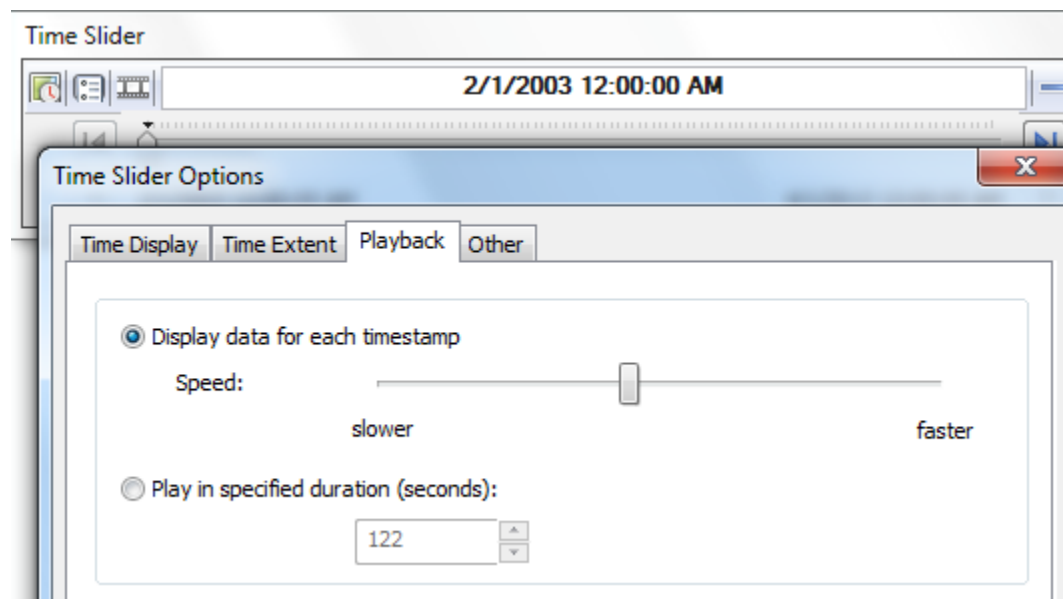 Time Slider
2/1/2003 12:00:00 AM
Time Slider Options
Time Display Time Extent Playback Other
Display data for each timestamp
Speed:
slower faster
Play in specified duration (seconds):
122